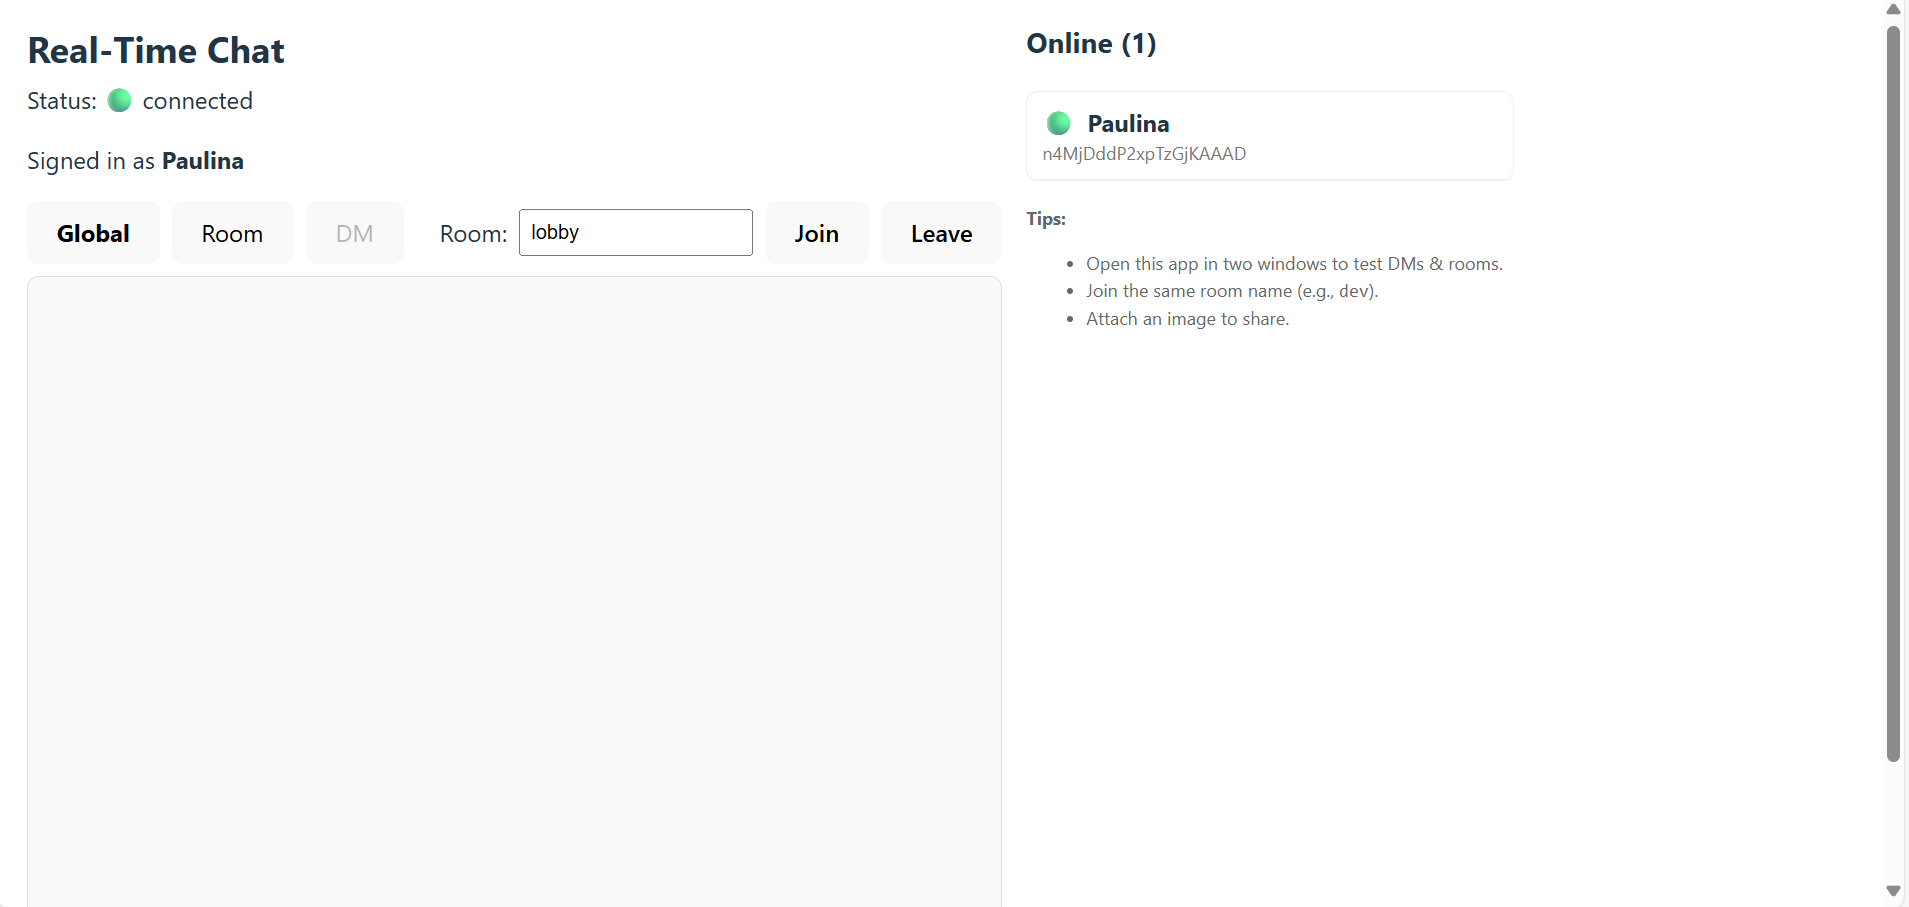 Real-Time Chat
Status: connected
Signed in as Paulina
Global Room DM Room: lobby Join Leave
Online (1)
Paulina
n4MjDddP2xpTzGjKAAAD
Tips:
• Open this app in two windows to test DMs & rooms.
• Join the same room name (e.g., dev).
• Attach an image to share.